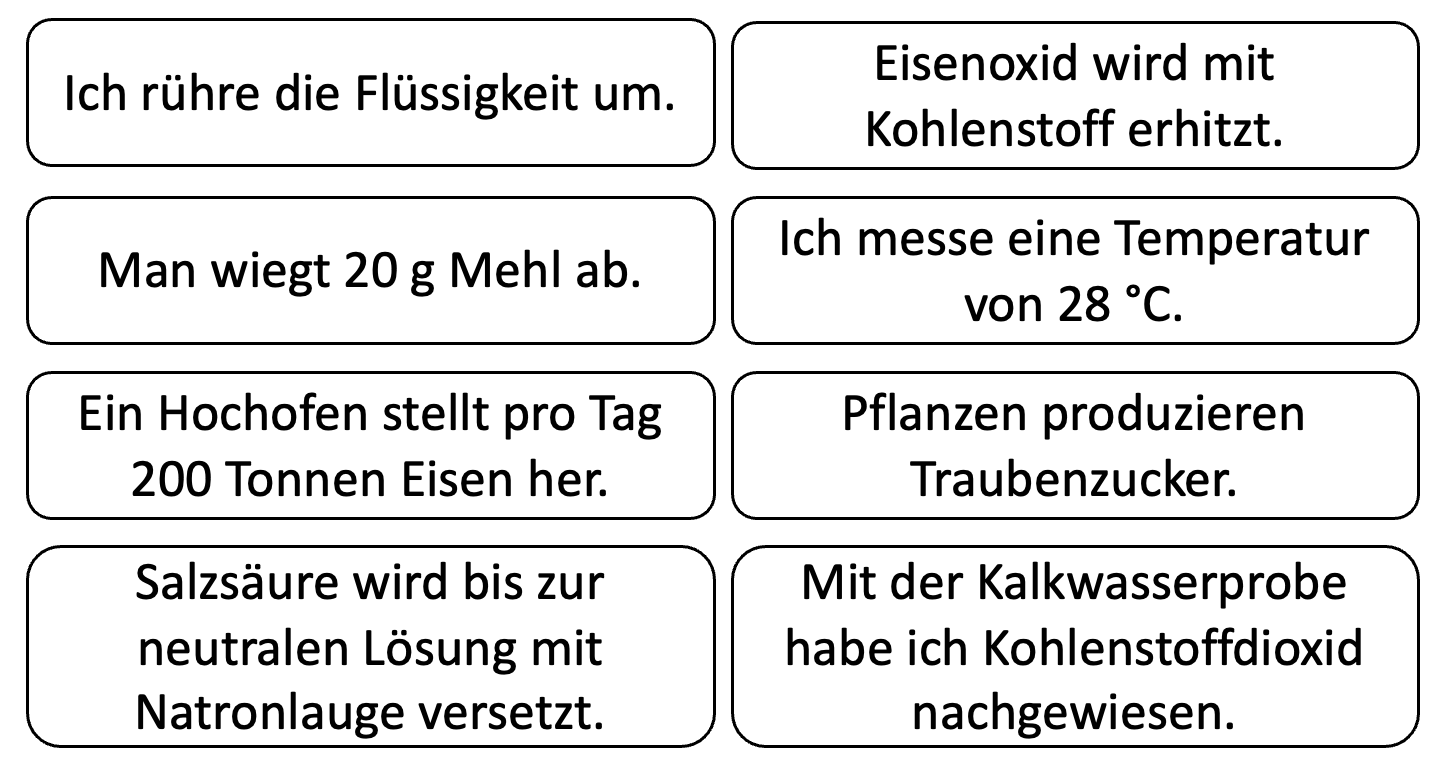 Ich rühre die Flüssigkeit um.
Eisenoxid wird mit
Kohlenstoff erhitzt.
Man wiegt 20 g Mehl ab.
Ich messe eine Temperatur
von 28 °C.
Ein Hochofen stellt pro Tag
200 Tonnen Eisen her.
Pflanzen produzieren
Traubenzucker.
Salzsäure wird bis zur
neutralen Lösung mit
Natronlauge versetzt.
Mit der Kalkwasserprobe
habe ich Kohlenstoffdioxid
nachgewiesen.